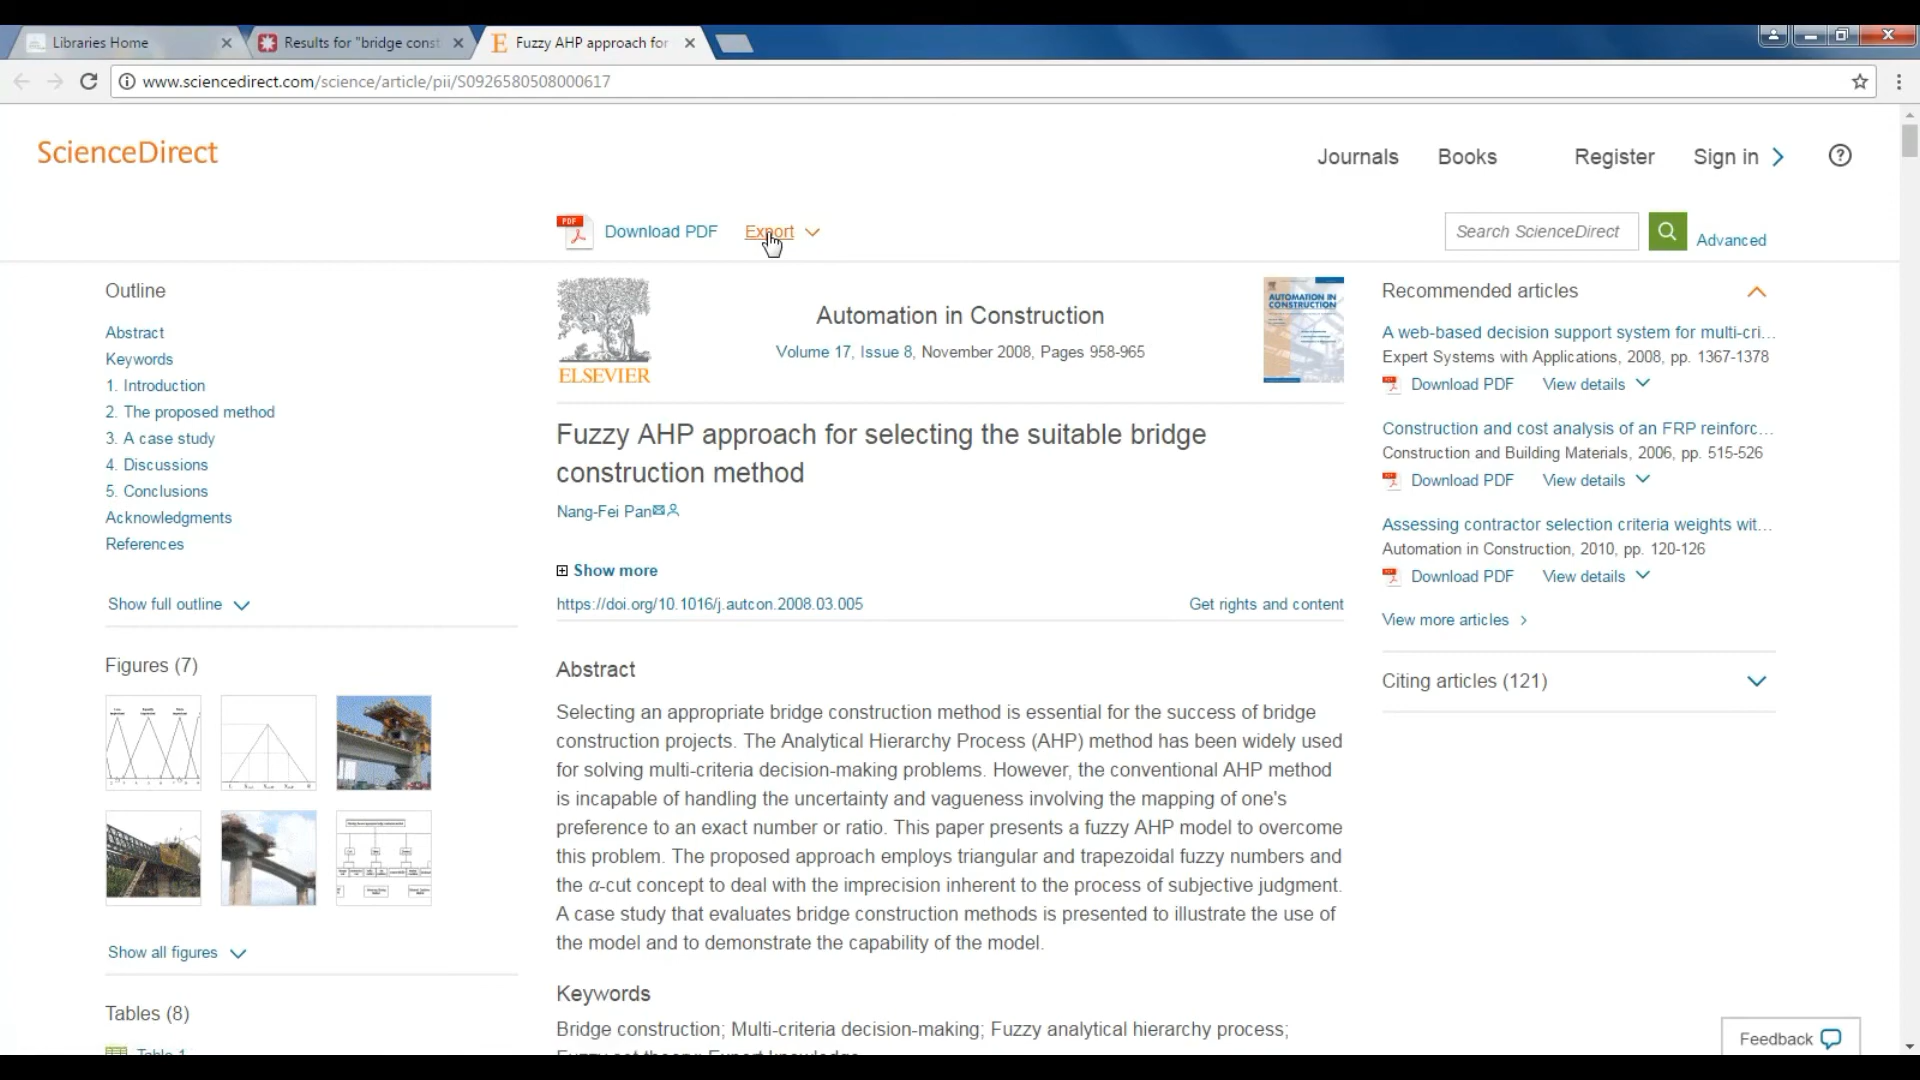 Libraries Home
Results for "bridge const
Fuzzy AHP approach for
www.sciencedirect.com/science/article/pii/S0926580508000617
ScienceDirect
Journals Books Register Sign in
Download PDF Export
Search ScienceDirect
Advanced
Outline
Abstract
Keywords
1. Introduction
2. The proposed method
3. A case study
4. Discussions
5. Conclusions
Acknowledgments
References
Show full outline
Figures (7)
Show all figures
Tables (8)
Table 1
ELSEVIER
Automation in Construction
Volume 17, Issue 8, November 2008, Pages 958-965
AUTOMATION IN
CONSTRUCTION
Fuzzy AHP approach for selecting the suitable bridge
construction method
Nang-Fei Pan
Show more
https://doi.org/10.1016/j.autcon.2008.03.005
Get rights and content
Abstract
Selecting an appropriate bridge construction method is essential for the success of bridge
construction projects. The Analytical Hierarchy Process (AHP) method has been widely used
for solving multi-criteria decision-making problems. However, the conventional AHP method
is incapable of handling the uncertainty and vagueness involving the mapping of one's
preference to an exact number or ratio. This paper presents a fuzzy AHP model to overcome
this problem. The proposed approach employs triangular and trapezoidal fuzzy numbers and
the α-cut concept to deal with the imprecision inherent to the process of subjective judgment.
A case study that evaluates bridge construction methods is presented to illustrate the use of
the model and to demonstrate the capability of the model.
Keywords
Bridge construction; Multi-criteria decision-making; Fuzzy analytical hierarchy process;
Fuzzy set theory; Expert knowledge
Recommended articles
A web-based decision support system for multi-cri...
Expert Systems with Applications, 2008, pp. 1367-1378
Download PDF View details
Construction and cost analysis of an FRP reinforc...
Construction and Building Materials, 2006, pp. 515-526
Download PDF View details
Assessing contractor selection criteria weights wit...
Automation in Construction, 2010, pp. 120-126
Download PDF View details
View more articles
Citing articles (121)
Feedback